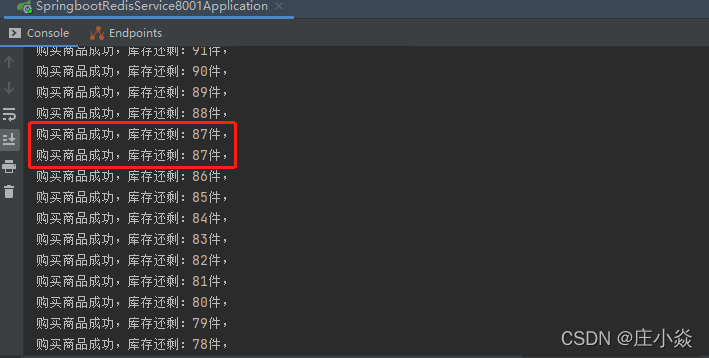 SpringbootRedisService8001Application
Console
Endpoints
购买商品成功，库存还剩：91件，
购买商品成功，库存还剩：90件，
购买商品成功，库存还剩：89件，
购买商品成功，库存还剩：88件，
购买商品成功，库存还剩：87件，
购买商品成功，库存还剩：87件，
购买商品成功，库存还剩：86件，
购买商品成功，库存还剩：85件，
购买商品成功，库存还剩：84件，
购买商品成功，库存还剩：83件，
购买商品成功，库存还剩：82件，
购买商品成功，库存还剩：81件，
购买商品成功，库存还剩：80件，
购买商品成功，库存还剩：79件，
购买商品成功，库存还剩：78件，
CSDN @庄小焱